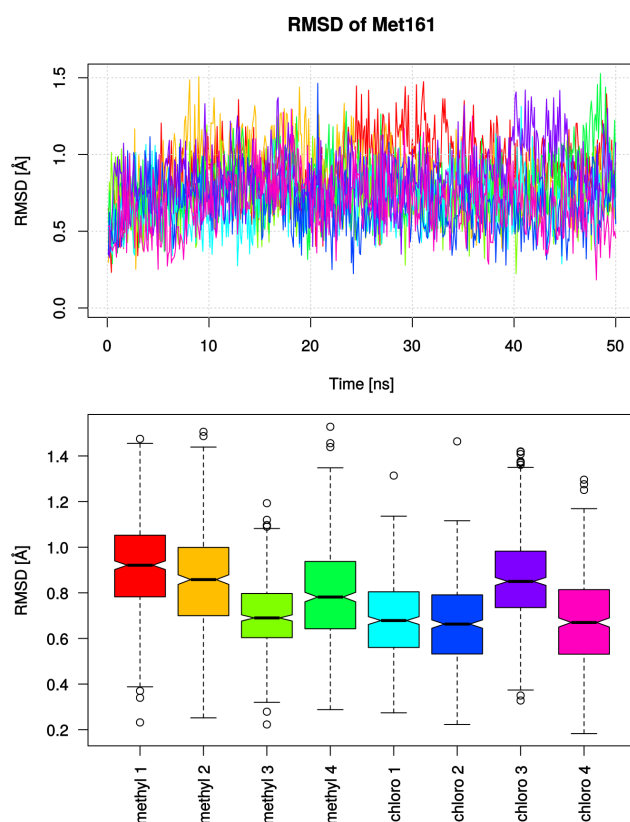 RMSD of Met161
RMSD [Å]
1.5
1.0
0.5
0.0
0 10 20 30 40 50
Time [ns]
RMSD [Å]
1.4
1.2
1.0
0.8
0.6
0.4
0.2
methyl 1 methyl 2 methyl 3 methyl 4 chloro 1 chloro 2 chloro 3 chloro 4